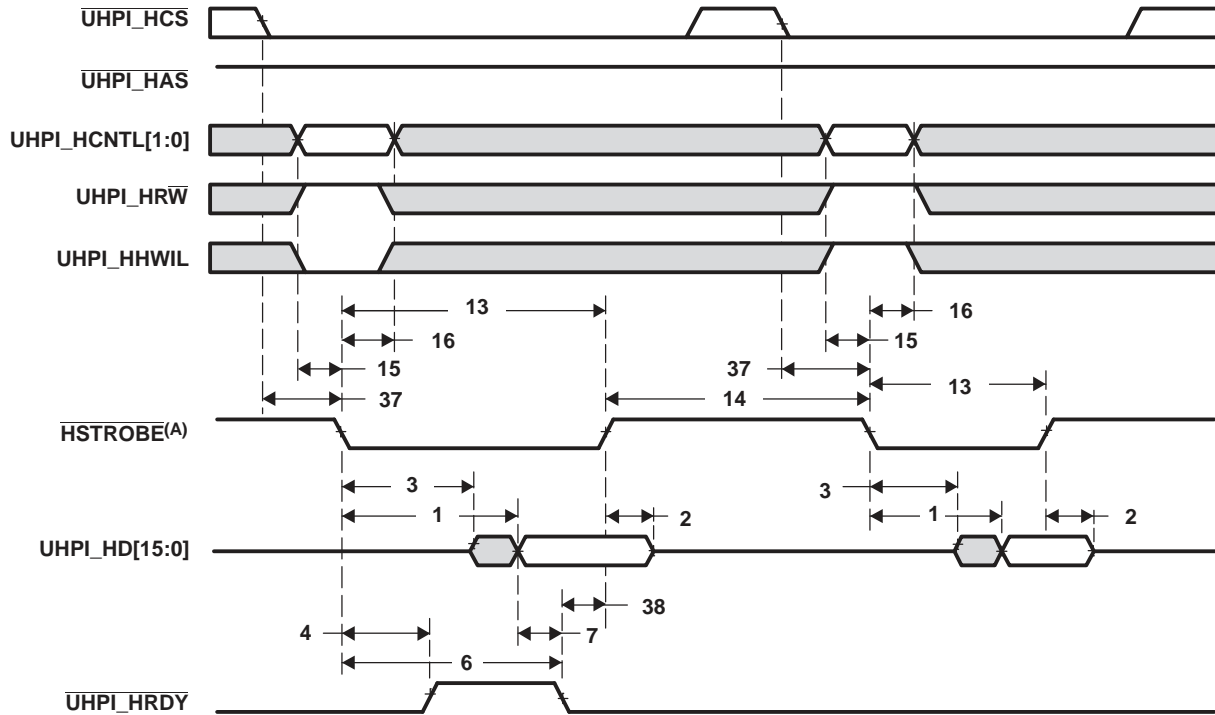 UHPI_HCS
UHPI_HAS
UHPI_HCNTL[1:0]
UHPI_HRW
UHPI_HHWIL
13
16
16
15
15
37
37
13
14
HSTROBE(A)
3
3
1
1
2
2
UHPI_HD[15:0]
38
4
7
6
UHPI_HRDY